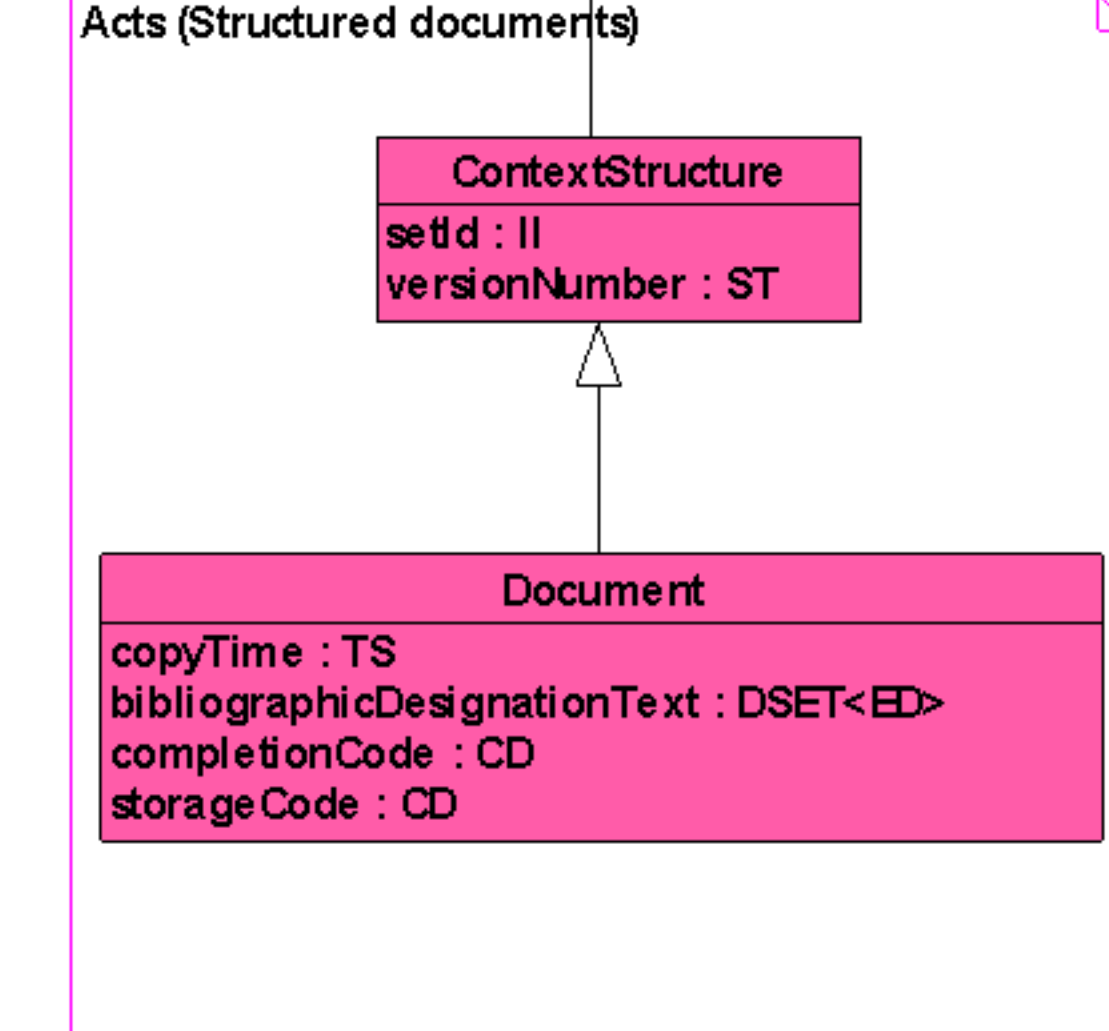 Acts (Structured documents)
ContextStructure
setId : II
versionNumber : ST
Document
copyTime : TS
bibliographicDesignationText : DSET<ED>
completionCode : CD
storageCode : CD